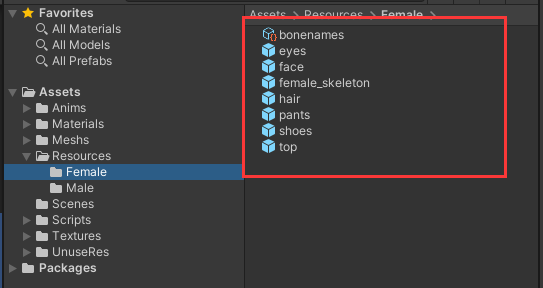 Favorites
All Materials
All Models
All Prefabs
Assets
Anims
Materials
Meshs
Resources
Female
Male
Scenes
Scripts
Textures
UnuseRes
Packages
Assets > Resources > Female >
bonenames
eyes
face
female_skeleton
hair
pants
shoes
top